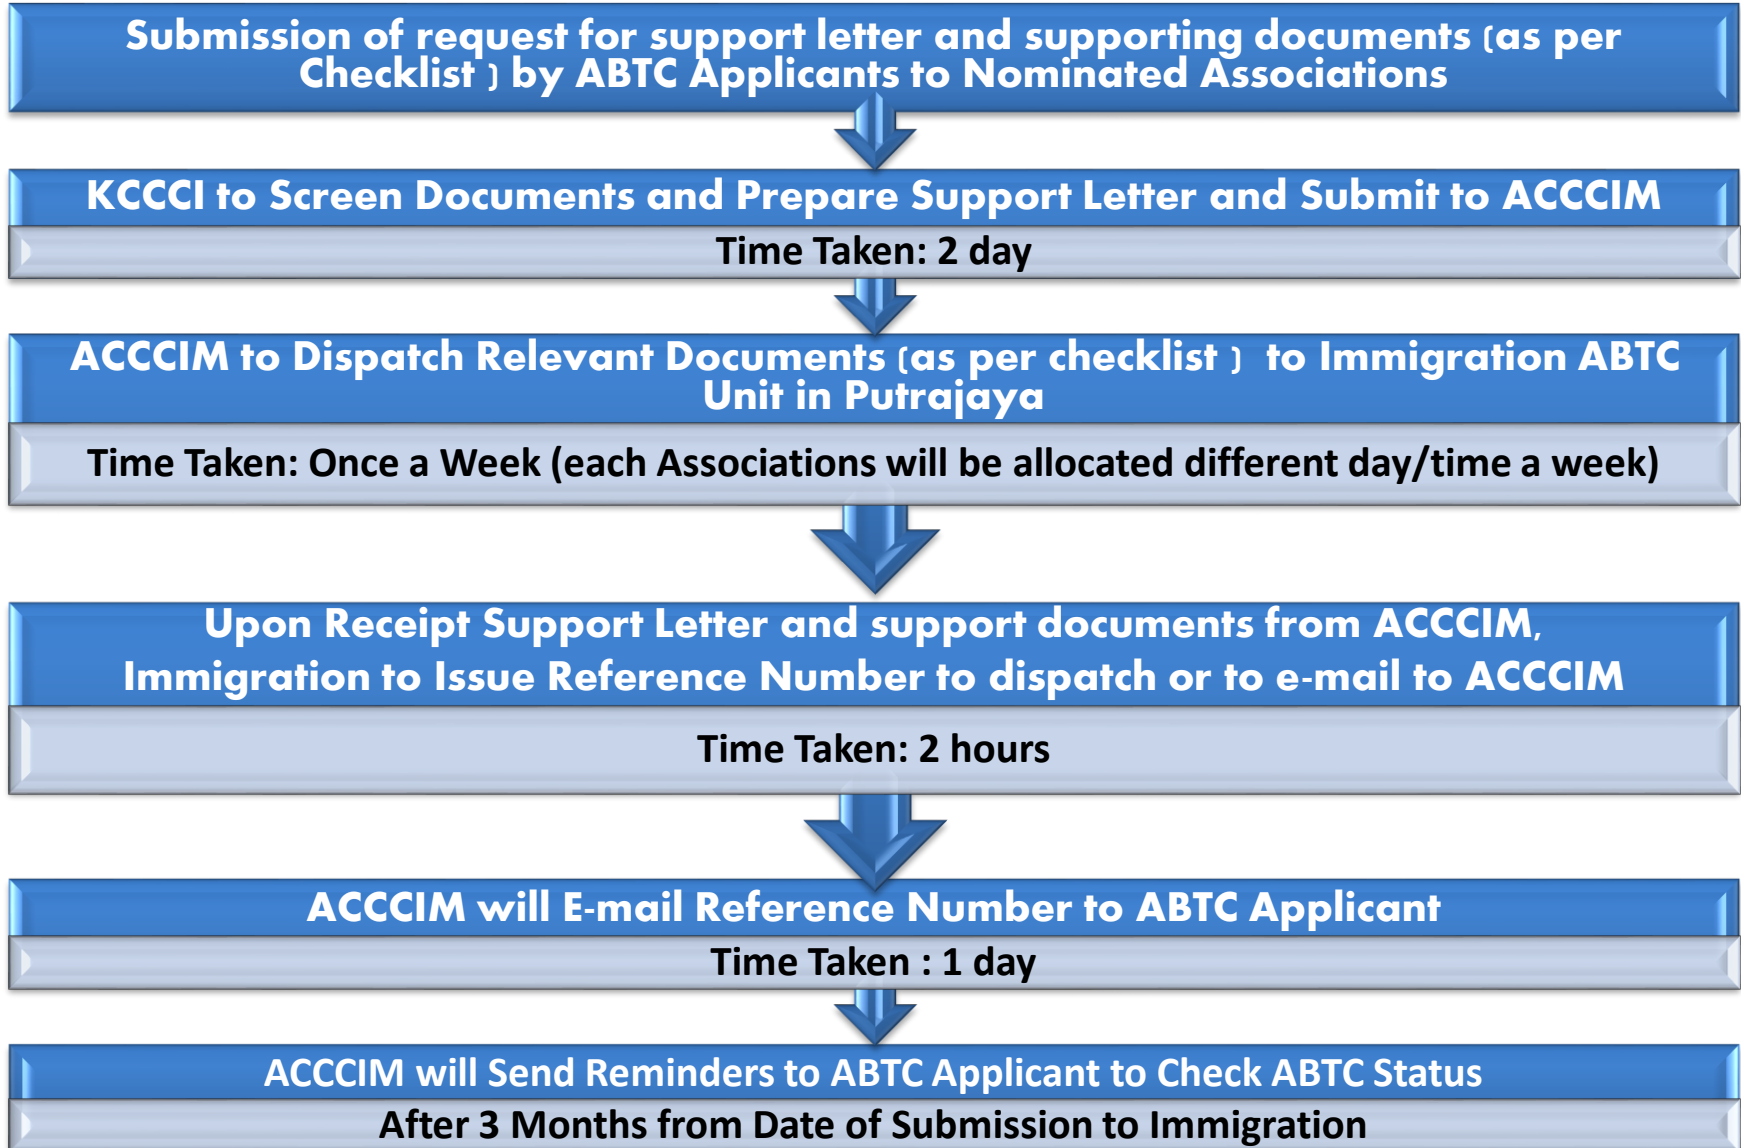 Submission of request for support letter and supporting documents (as per
Checklist ) by ABTC Applicants to Nominated Associations
KCCCI to Screen Documents and Prepare Support Letter and Submit to ACCCIM
Time Taken: 2 day
ACCCIM to Dispatch Relevant Documents (as per checklist ) to Immigration ABTC
Unit in Putrajaya
Time Taken: Once a Week (each Associations will be allocated different day/time a week)
Upon Receipt Support Letter and support documents from ACCCIM,
Immigration to Issue Reference Number to dispatch or to e-mail to ACCCIM
Time Taken: 2 hours
ACCCIM will E-mail Reference Number to ABTC Applicant
Time Taken : 1 day
ACCCIM will Send Reminders to ABTC Applicant to Check ABTC Status
After 3 Months from Date of Submission to Immigration